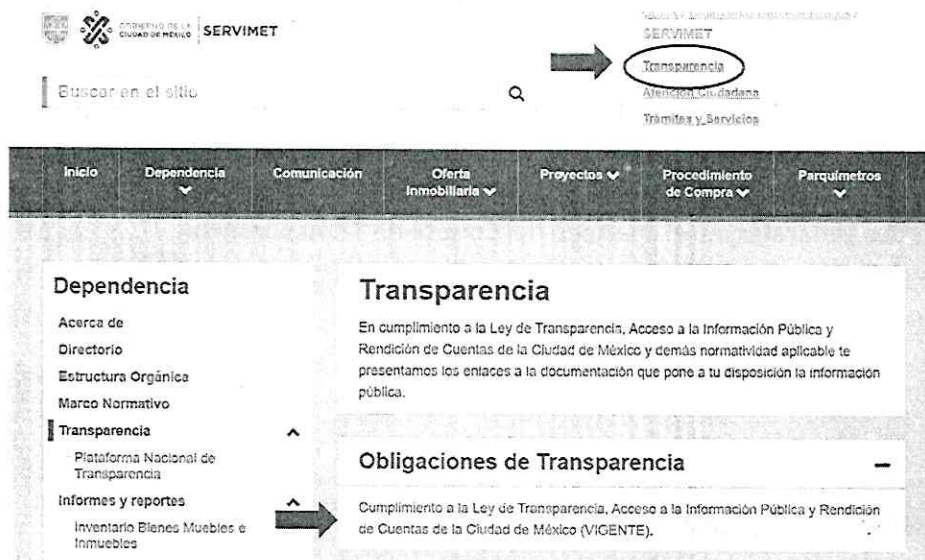 GOBIERNO DE LA
CIUDAD DE MÉXICO
SERVIMET
SERVIMET
Transparencia
Atención Ciudadana
Trámites y Servicios
Buscar en el sitio
Inicio
Dependencia
Comunicación
Oferta
Inmobiliaria
Proyectos
Procedimiento
de Compra
Parquímetros
Dependencia
Acerca de
Directorio
Estructura Orgánica
Marco Normativo
Transparencia
Plataforma Nacional de
Transparencia
Informes y reportes
Inventario Bienes Muebles e
Inmuebles
Transparencia
En cumplimiento a la Ley de Transparencia, Acceso a la Información Pública y
Rendición de Cuentas de la Ciudad de México y demás normatividad aplicable te
presentamos los enlaces a la documentación que pone a tu disposición la información
pública.
Obligaciones de Transparencia
Cumplimiento a la Ley de Transparencia, Acceso a la Información Pública y Rendición
de Cuentas de la Ciudad de México (VIGENTE).